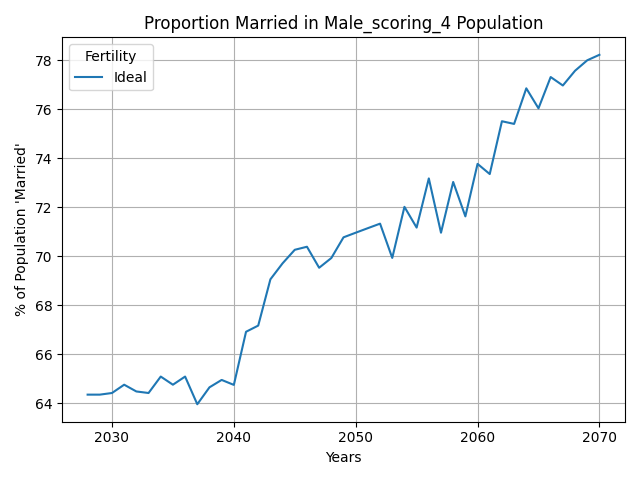 Proportion Married in Male_scoring_4 Population
Fertility
Ideal
% of Population 'Married'
78
76
74
72
70
68
66
64
2030 2040 2050 2060 2070
Years